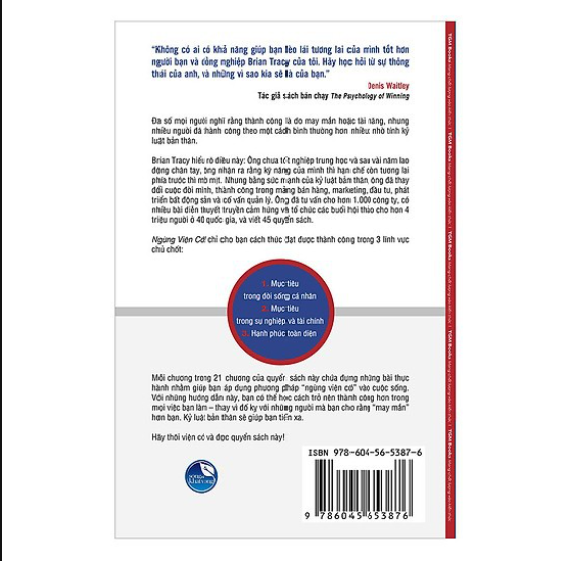 "Không có ai có khả năng giúp bạn lèo lái tương lai của mình tốt hơn
người bạn và đồng nghiệp Brian Tracy của tôi. Hãy học hỏi từ sự thông
thái của anh, và những vì sao kia sẽ là của bạn."
Denis Waitley
Tác giả sách bán chạy The Psychology of Winning
Đa số mọi người nghĩ rằng thành công là do may mắn hoặc tài năng, nhưng
nhiều người đã thành công theo một cách bình thường hơn nhiều, nhờ tính kỷ
luật bản thân.
Brian Tracy hiểu rõ điều này: Ông chưa tốt nghiệp trung học và sau vài năm lao
động chân tay, ông nhận ra rằng kỹ năng của mình thì hạn chế còn tương lai
phía trước thì mờ mịt. Nhưng bằng sức mạnh của kỷ luật bản thân, ông đã thay
đổi cuộc đời mình, thành công trong mảng bán hàng, marketing, đầu tư, phát
triển bất động sản và cố vấn quản lý. Ông đã tư vấn cho hơn 1.000 công ty, có
nhiều bài diễn thuyết truyền cảm hứng và tổ chức các buổi hội thảo cho hơn 4
triệu người ở 40 quốc gia, và viết 45 quyển sách.
Ngừng Viện Cớ! chỉ cho bạn cách thức đạt được thành công trong 3 lĩnh vực
chủ chốt:
1. Mục tiêu
trong đời sống cá nhân
2. Mục tiêu
trong sự nghiệp và tài chính
3. Hạnh phúc toàn diện
Mỗi chương trong 21 chương của quyển sách này chứa đựng những bài thực
hành nhằm giúp bạn áp dụng phương pháp "ngừng viện cớ" vào cuộc sống.
Với những hướng dẫn này, bạn có thể học cách trở nên thành công hơn trong
mọi việc bạn làm – thay vì đố kỵ với những người mà bạn cho rằng "may mắn"
hơn bạn. Kỷ luật bản thân sẽ giúp bạn tiến xa.
Hãy thôi viện cớ và đọc quyển sách này!
ISBN 978-604-56-5387-6
9 786045 653876
TGM Books